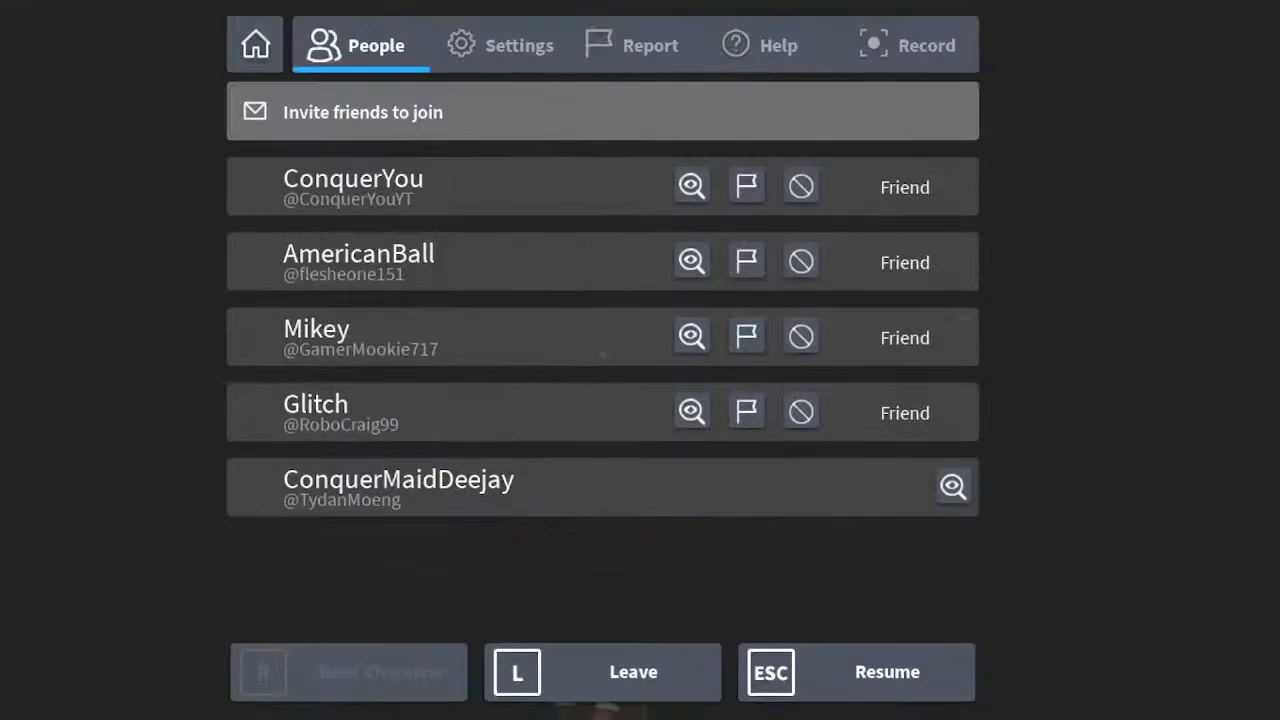 People
Settings
Report
Help
Record
Invite friends to join
ConquerYou
@ConquerYouYT
Friend
AmericanBall
@flesheone151
Friend
Mikey
@GamerMookie717
Friend
Glitch
@RoboCraig99
Friend
ConquerMaidDeejay
@TydanMoeng
R
L
Leave
ESC
Resume